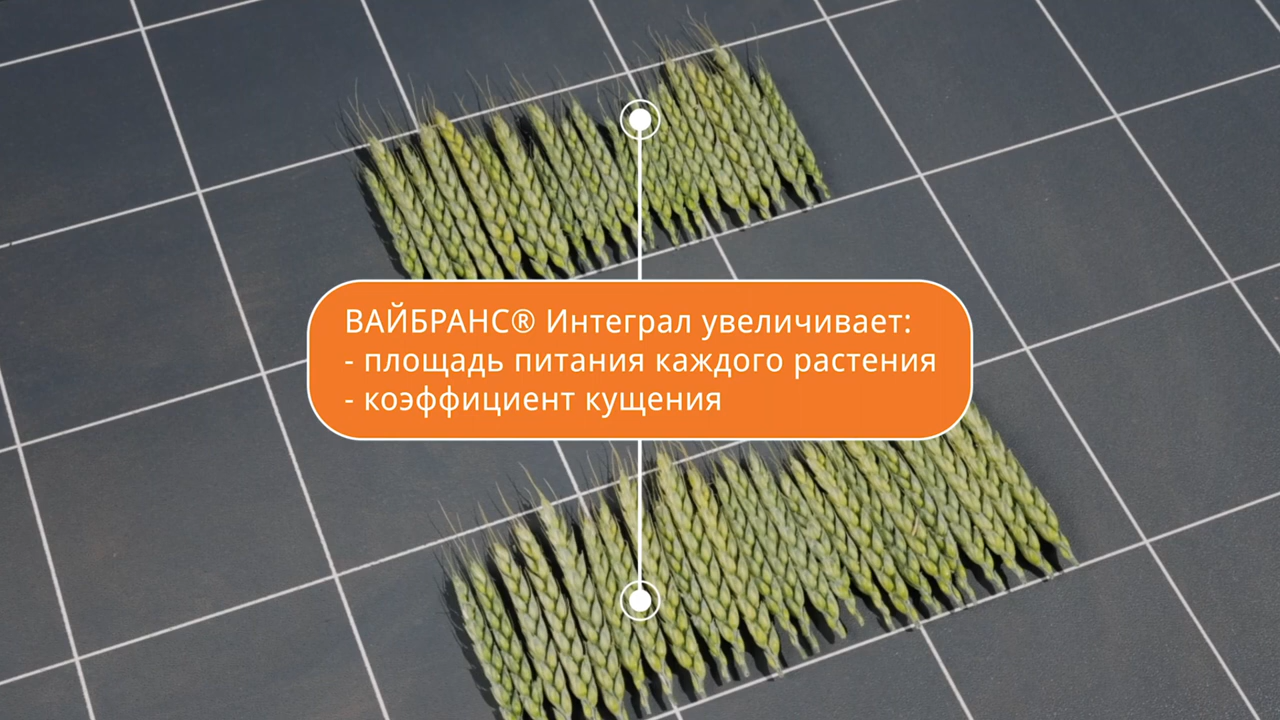 ВАЙБРАНС® Интеграл увеличивает:
- площадь питания каждого растения
- коэффициент кущения